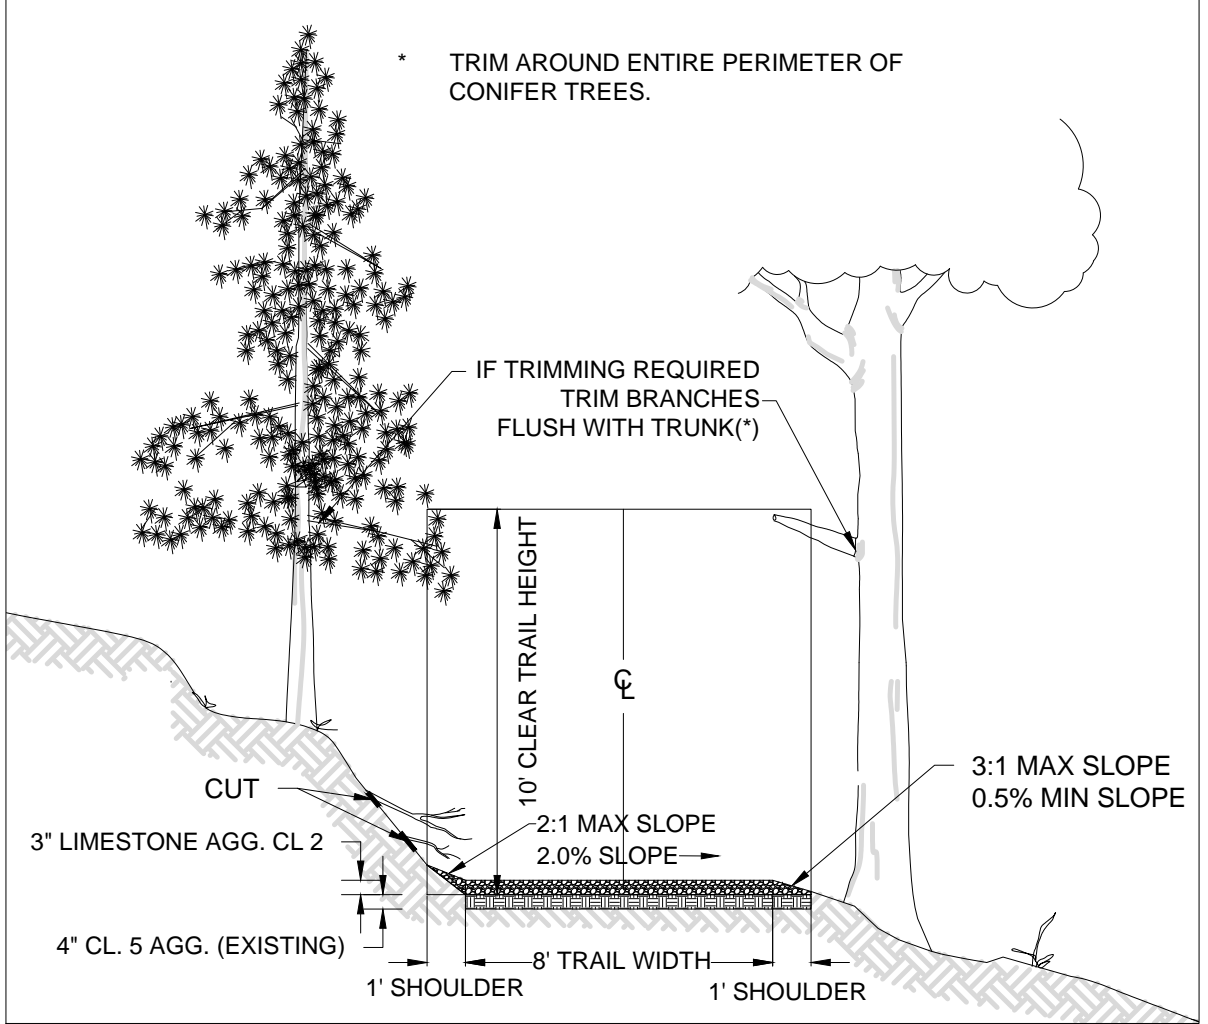 * TRIM AROUND ENTIRE PERIMETER OF
CONIFER TREES.
IF TRIMMING REQUIRED
TRIM BRANCHES
FLUSH WITH TRUNK(*)
10' CLEAR TRAIL HEIGHT
℄
CUT
3:1 MAX SLOPE
0.5% MIN SLOPE
2:1 MAX SLOPE
2.0% SLOPE
3" LIMESTONE AGG. CL 2
4" CL. 5 AGG. (EXISTING)
8' TRAIL WIDTH
1' SHOULDER
1' SHOULDER